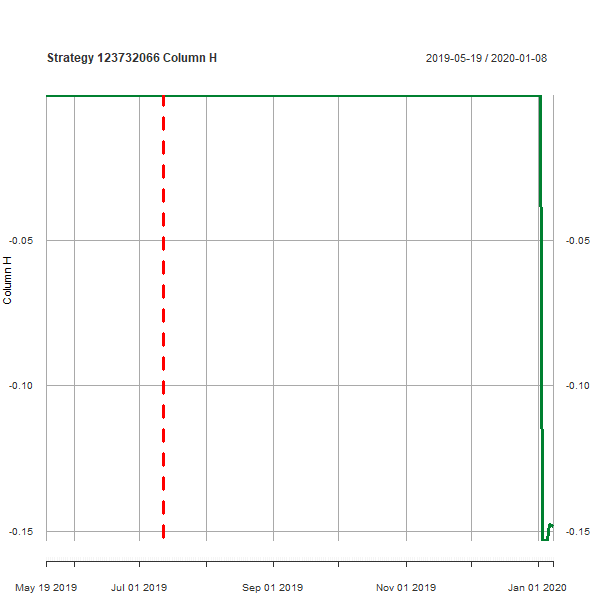 Strategy 123732066 Column H
2019-05-19 / 2020-01-08
-0.05
-0.05
-0.10
-0.10
-0.15
-0.15
Column H
May 19 2019
Jul 01 2019
Sep 01 2019
Nov 01 2019
Jan 01 2020